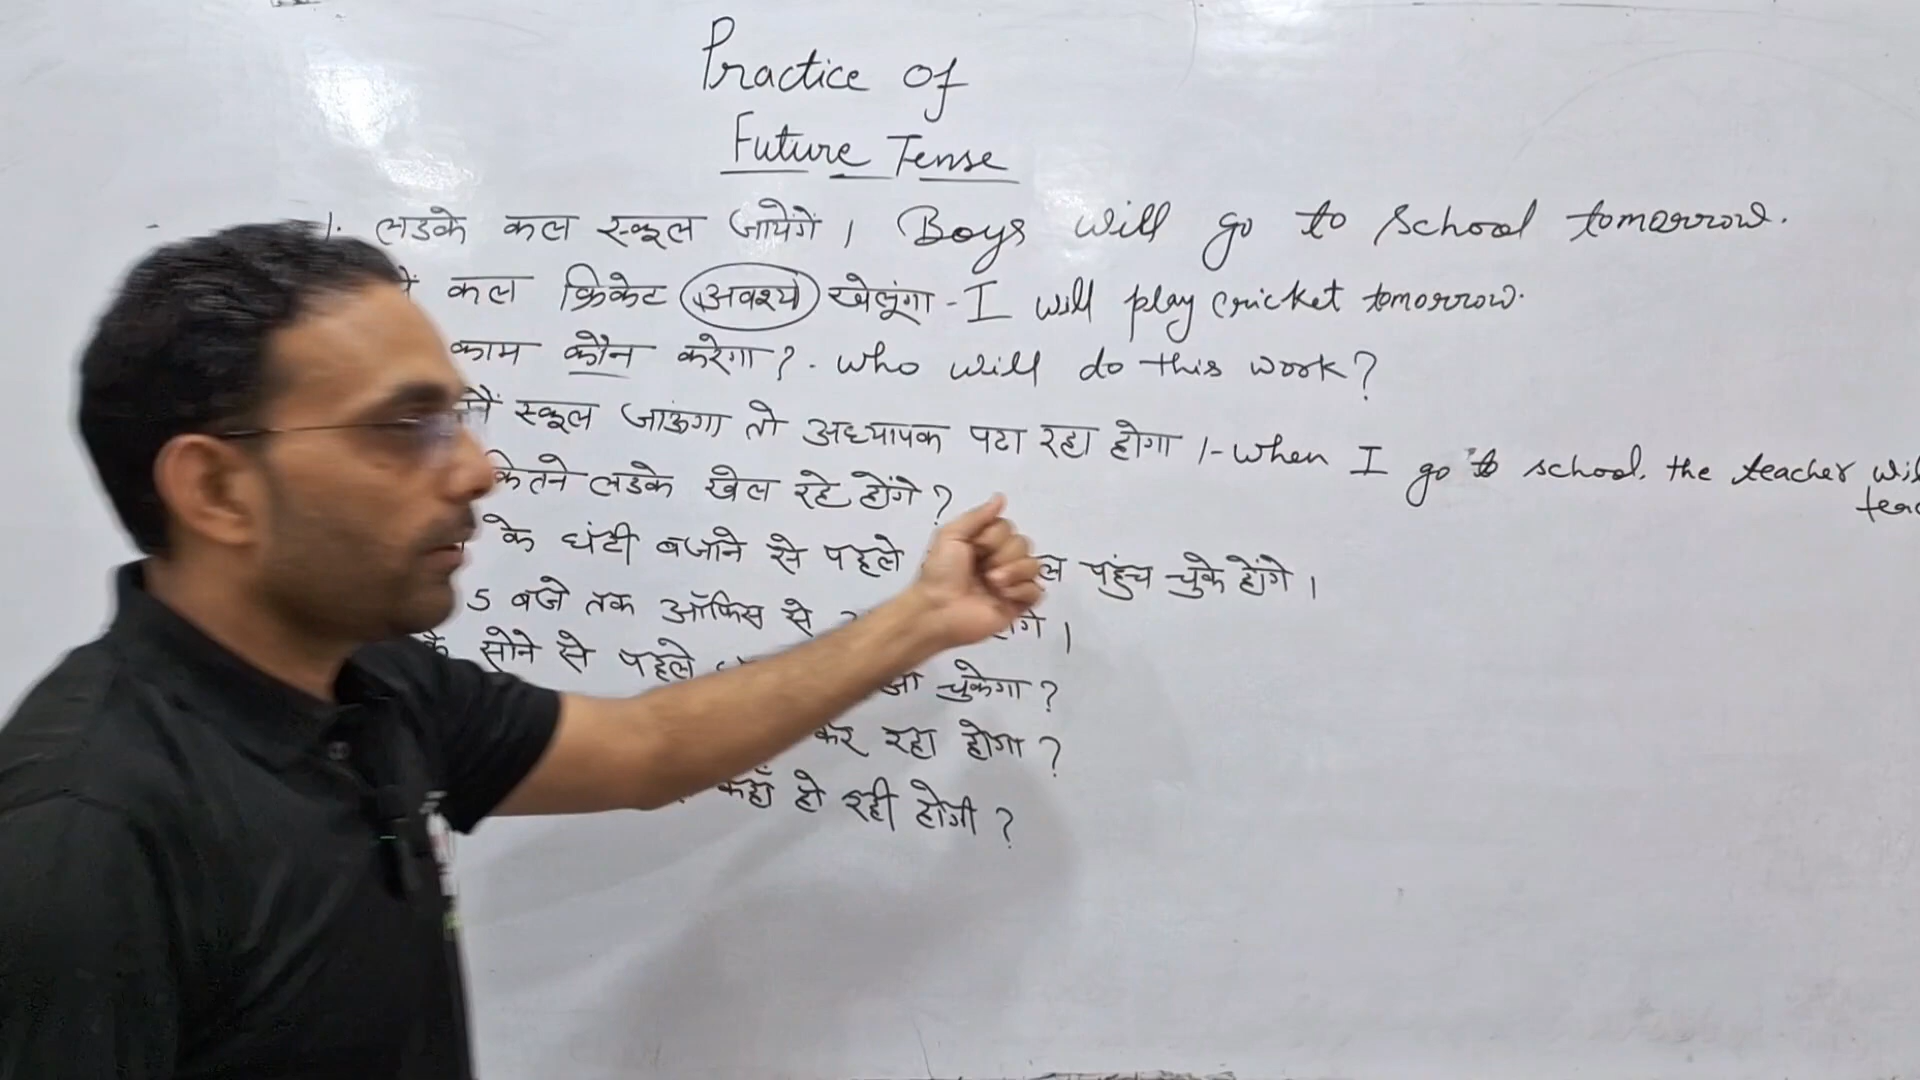 Practice of
Future Tense
1. लडके कल स्कूल जायेंगें । Boys will go to school tomorrow.
कल क्रिकेट अवश्य खेलूंगा - I will play cricket tomorrow.
काम कौन करेगा ? - Who will do this work?
स्कूल जाऊंगा तो अध्यापक पढा रहा होगा ।- when I go to school. the teacher
कितने लडके खेल रहे होंगे ?
के घंटी बजाने से पहले पहुंच चुके होंगे ।
5 बजे तक ऑफिस से
सोने से पहले चुकेगा ?
कर रहा होगा ?
कहाँ हो रही होगी ?